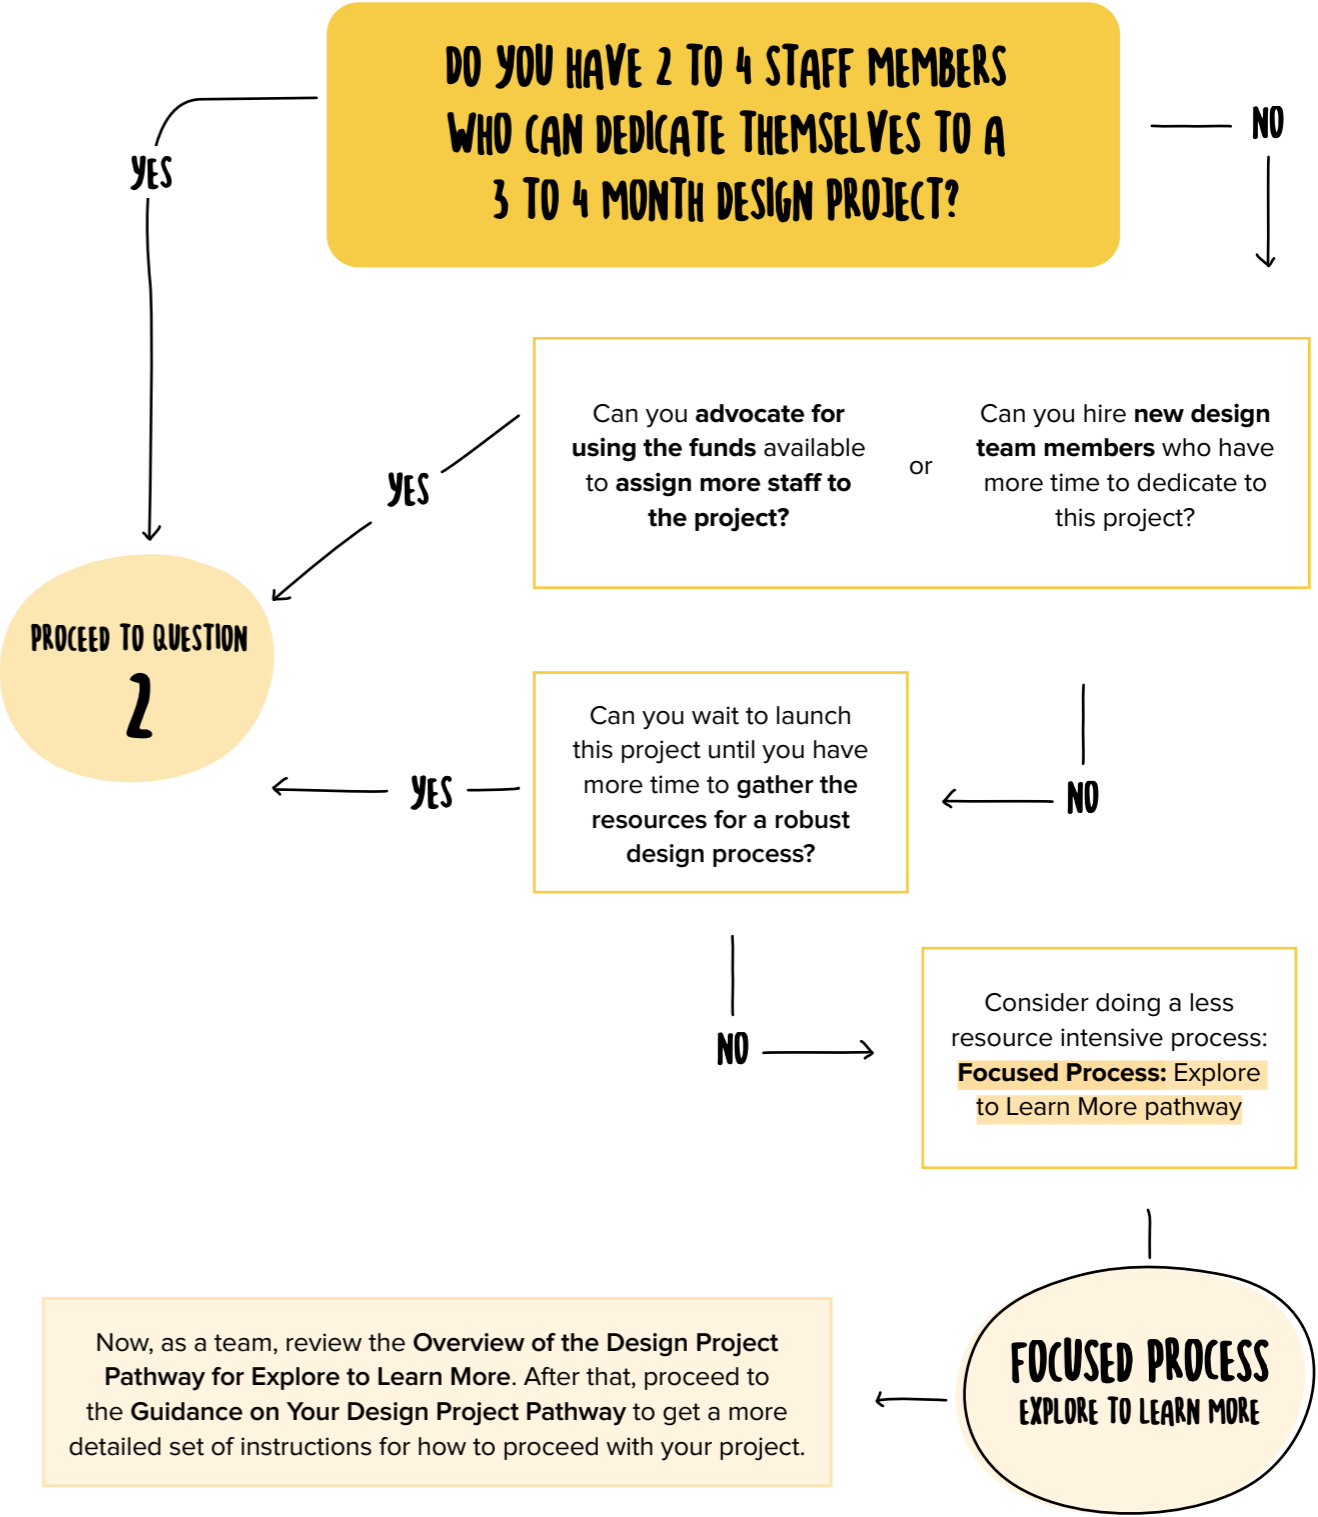 DO YOU HAVE 2 TO 4 STAFF MEMBERS
WHO CAN DEDICATE THEMSELVES TO A
3 TO 4 MONTH DESIGN PROJECT?
YES
NO
Can you advocate for
using the funds available
to assign more staff to
the project?
or
Can you hire new design
team members who have
more time to dedicate to
this project?
YES
PROCEED TO QUESTION
2
Can you wait to launch
this project until you have
more time to gather the
resources for a robust
design process?
YES
NO
NO
Consider doing a less
resource intensive process:
Focused Process: Explore
to Learn More pathway
FOCUSED PROCESS
EXPLORE TO LEARN MORE
Now, as a team, review the Overview of the Design Project
Pathway for Explore to Learn More. After that, proceed to
the Guidance on Your Design Project Pathway to get a more
detailed set of instructions for how to proceed with your project.